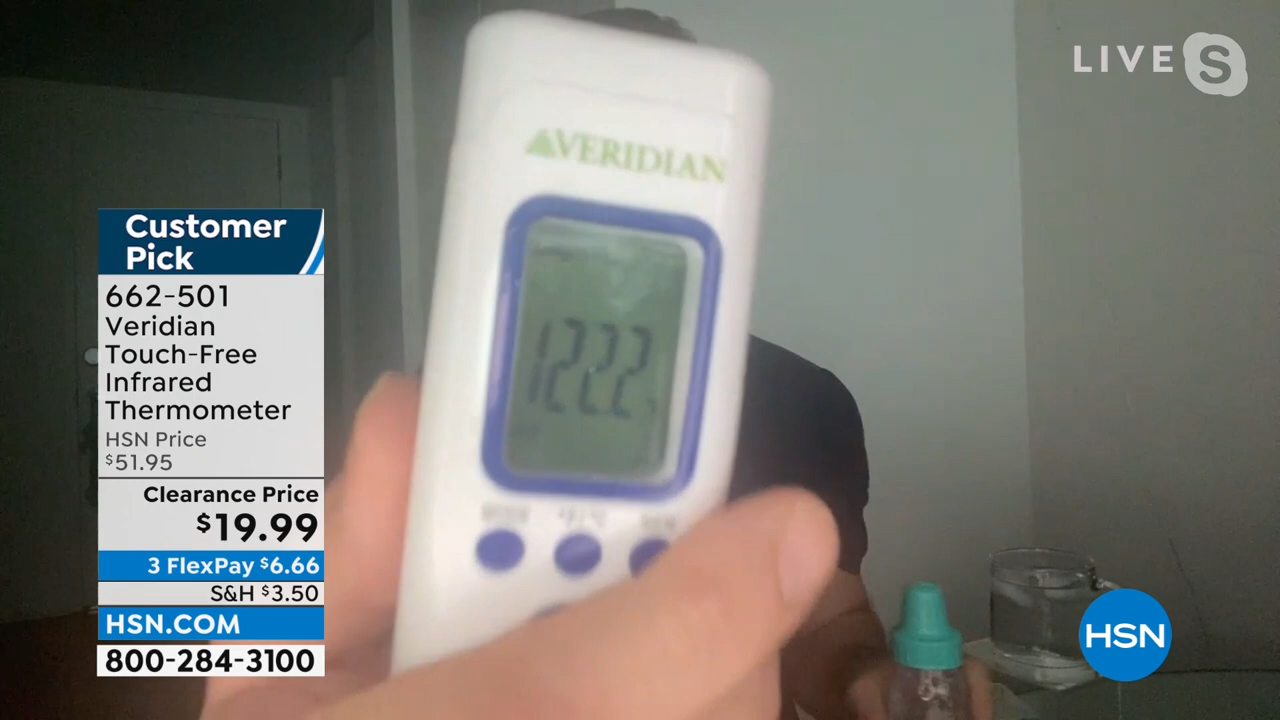 LIVE S
VERIDIAN
122.2
Customer
Pick
662-501
Veridian
Touch-Free
Infrared
Thermometer
HSN Price
$51.95
Clearance Price
$19.99
3 FlexPay $6.66
S&H $3.50
HSN.COM
800-284-3100
HSN